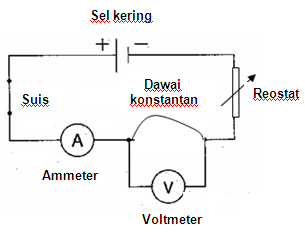 Sel kering
+ −
Suis
Dawai
konstantan
Reostat
A
Ammeter
V
Voltmeter